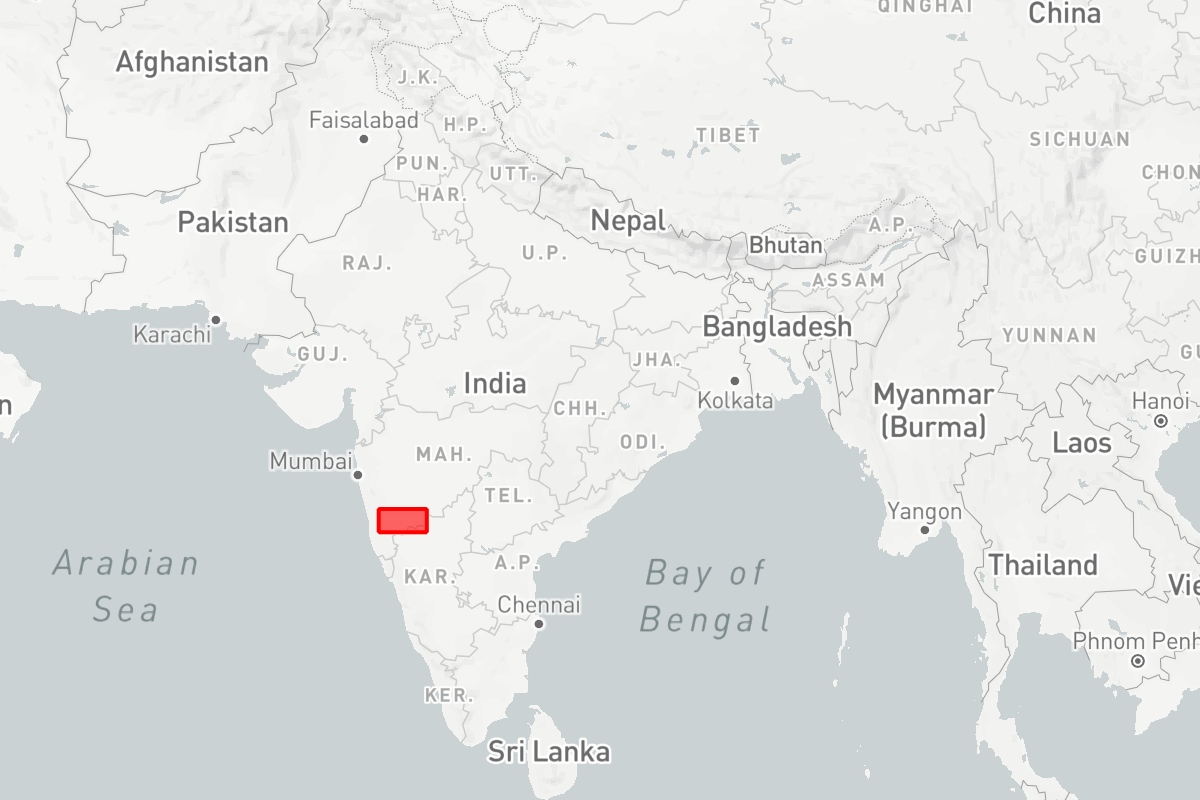 QINGHAI
China
Afghanistan
J.K.
Faisalabad
H.P.
TIBET
SICHUAN
PUN.
UTT.
CHON
HAR.
Pakistan
Nepal
A.P.
Bhutan
RAJ.
U.P.
GUIZH
ASSAM
Karachi
Bangladesh
YUNNAN
GUJ.
JHA.
GU
India
Kolkata
Myanmar
(Burma)
n
CHH.
Hanoi
ODI.
Laos
MAH.
Mumbai
TEL.
Yangon
Arabian
Sea
A.P.
Bay of
Bengal
Thailand
KAR.
Vie
Chennai
Phnom Penh
KER.
Sri Lanka